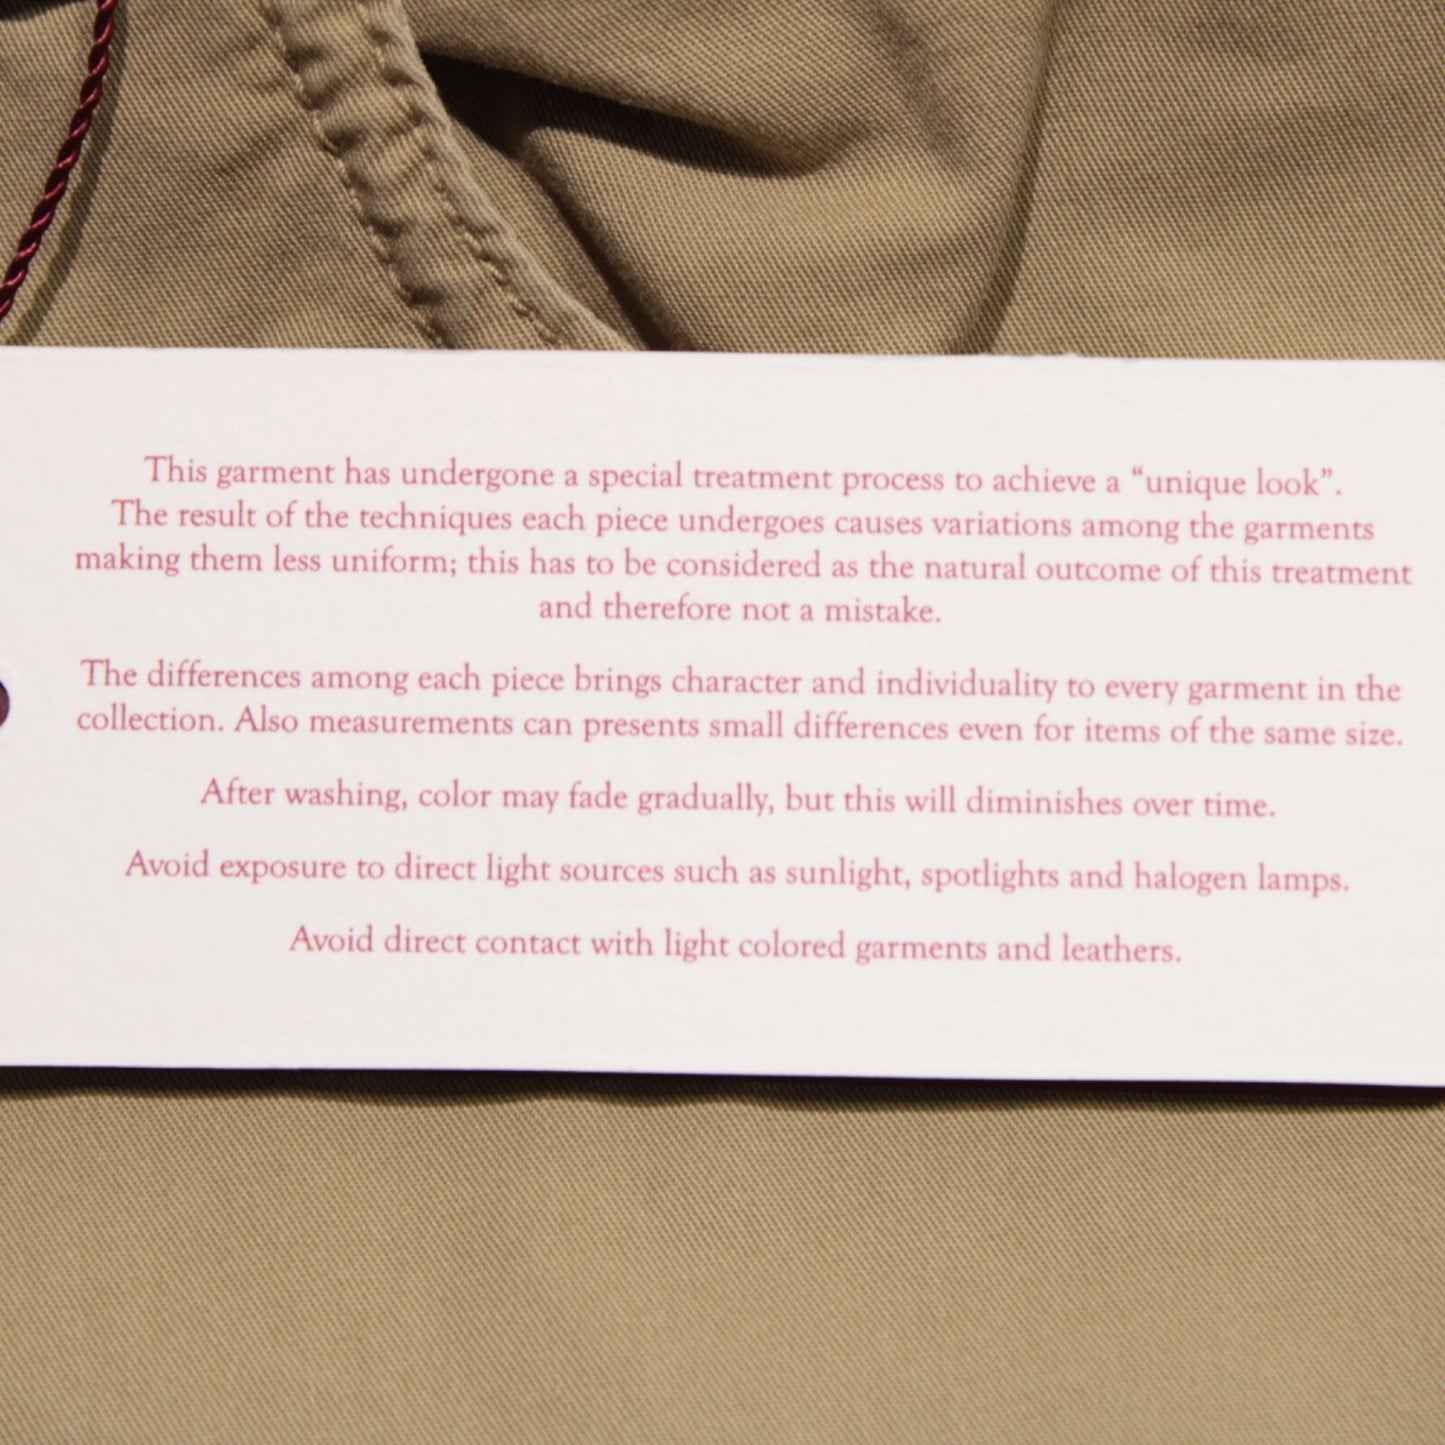 This garment has undergone a special treatment process to achieve a “unique look”.
The result of the techniques each piece undergoes causes variations among the garments
making them less uniform; this has to be considered as the natural outcome of this treatment
and therefore not a mistake.
The differences among each piece brings character and individuality to every garment in the
collection. Also measurements can presents small differences even for items of the same size.
After washing, color may fade gradually, but this will diminishes over time.
Avoid exposure to direct light sources such as sunlight, spotlights and halogen lamps.
Avoid direct contact with light colored garments and leathers.